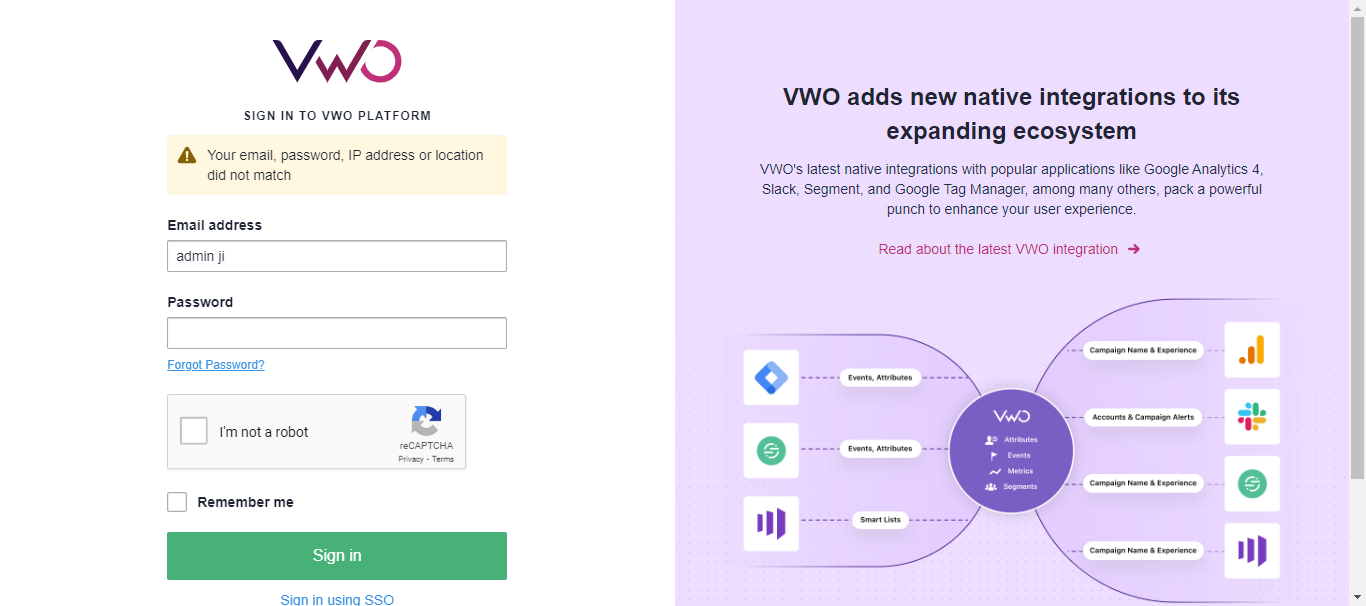 VWO
SIGN IN TO VWO PLATFORM
Your email, password, IP address or location
did not match
Email address
admin ji
Password
Forgot Password?
I'm not a robot
reCAPTCHA
Privacy - Terms
Remember me
Sign in
Sign in using SSO
VWO adds new native integrations to its
expanding ecosystem
VWO's latest native integrations with popular applications like Google Analytics 4,
Slack, Segment, and Google Tag Manager, among many others, pack a powerful
punch to enhance your user experience.
Read about the latest VWO integration
Events, Attributes
Events, Attributes
Smart Lists
VWO
Attributes
Events
Metrics
Segments
Campaign Name & Experience
Accounts & Campaign Alerts
Campaign Name & Experience
Campaign Name & Experience